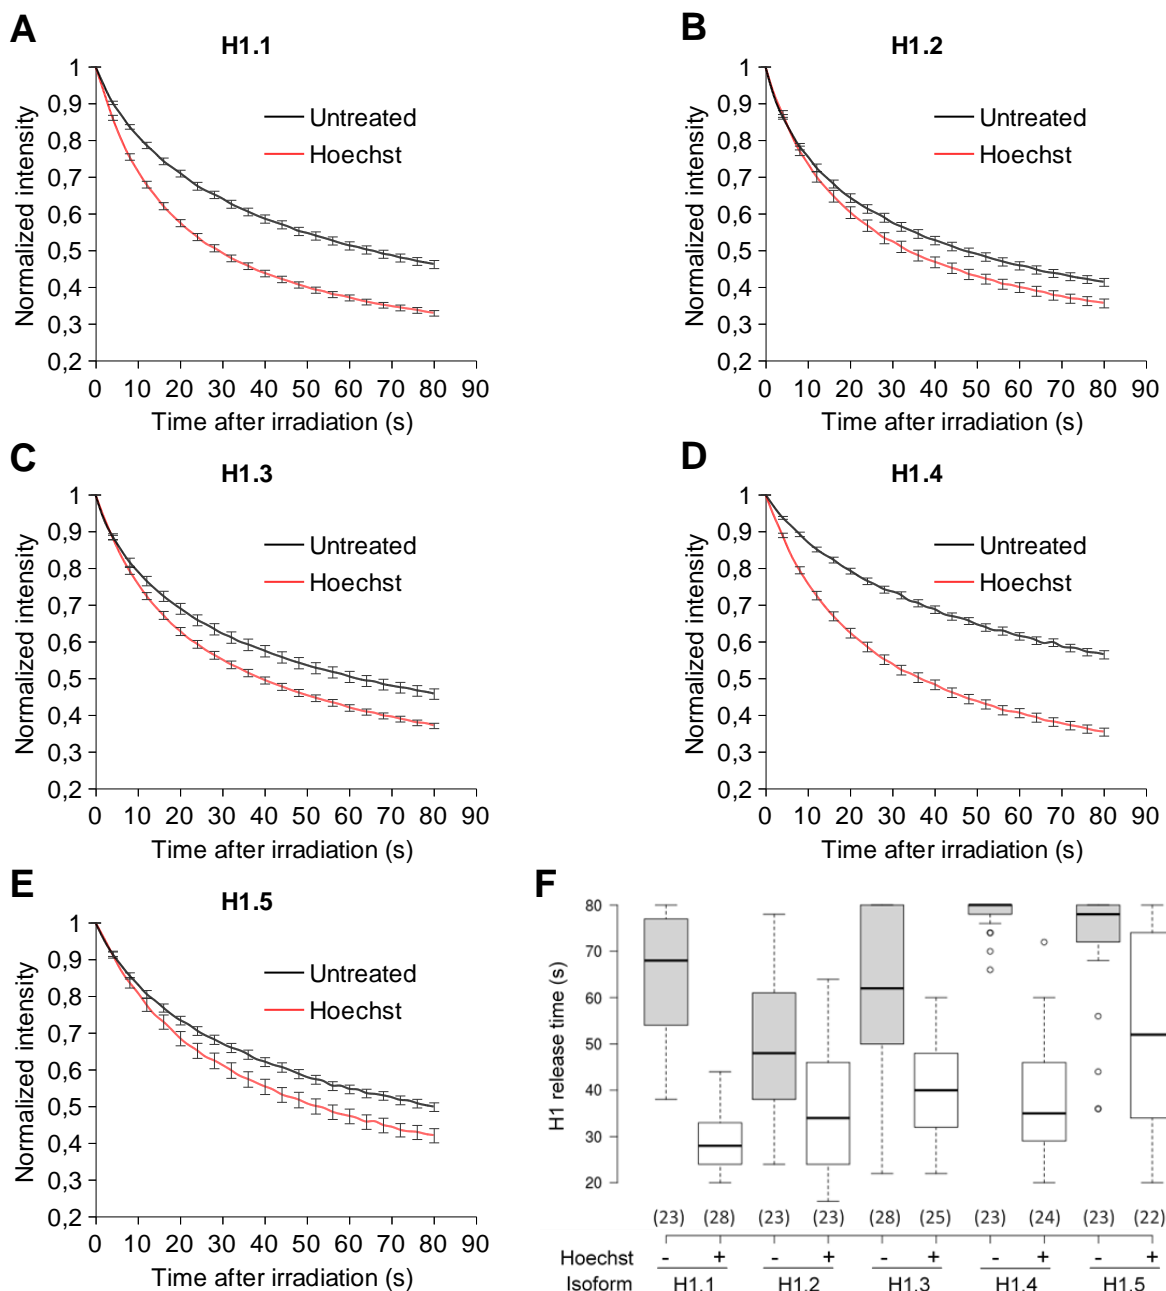 A
H1.1
1
0,9
0,8
0,7
0,6
0,5
0,4
0,3
0,2
Normalized intensity
Untreated
Hoechst
0 10 20 30 40 50 60 70 80 90
Time after irradiation (s)
B
H1.2
1
0,9
0,8
0,7
0,6
0,5
0,4
0,3
0,2
Normalized intensity
Untreated
Hoechst
0 10 20 30 40 50 60 70 80 90
Time after irradiation (s)
C
H1.3
1
0,9
0,8
0,7
0,6
0,5
0,4
0,3
0,2
Normalized intensity
Untreated
Hoechst
0 10 20 30 40 50 60 70 80 90
Time after irradiation (s)
D
H1.4
1
0,9
0,8
0,7
0,6
0,5
0,4
0,3
0,2
Normalized intensity
Untreated
Hoechst
0 10 20 30 40 50 60 70 80 90
Time after irradiation (s)
E
H1.5
1
0,9
0,8
0,7
0,6
0,5
0,4
0,3
0,2
Normalized intensity
Untreated
Hoechst
0 10 20 30 40 50 60 70 80 90
Time after irradiation (s)
F
80
70
60
50
40
30
20
H1 release time (s)
(23) (28) (23) (23) (28) (25) (23) (24) (23) (22)
Hoechst - + - + - + - + - +
Isoform H1.1 H1.2 H1.3 H1.4 H1.5